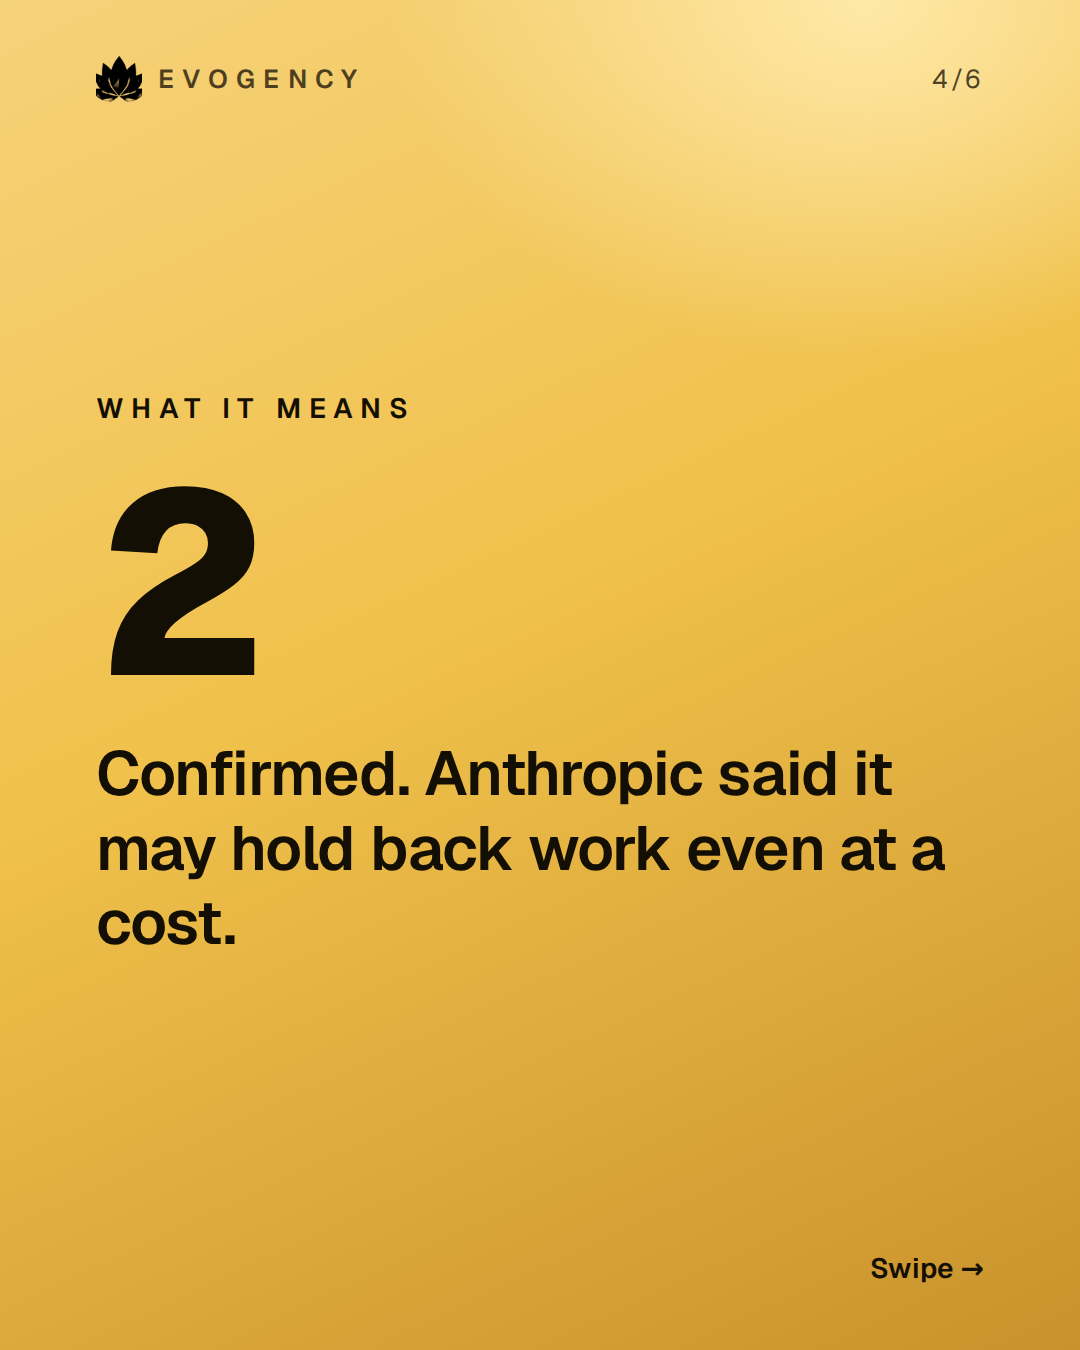 EVOGENCY
4/6
WHAT IT MEANS
2
Confirmed. Anthropic said it
may hold back work even at a
cost.
Swipe →